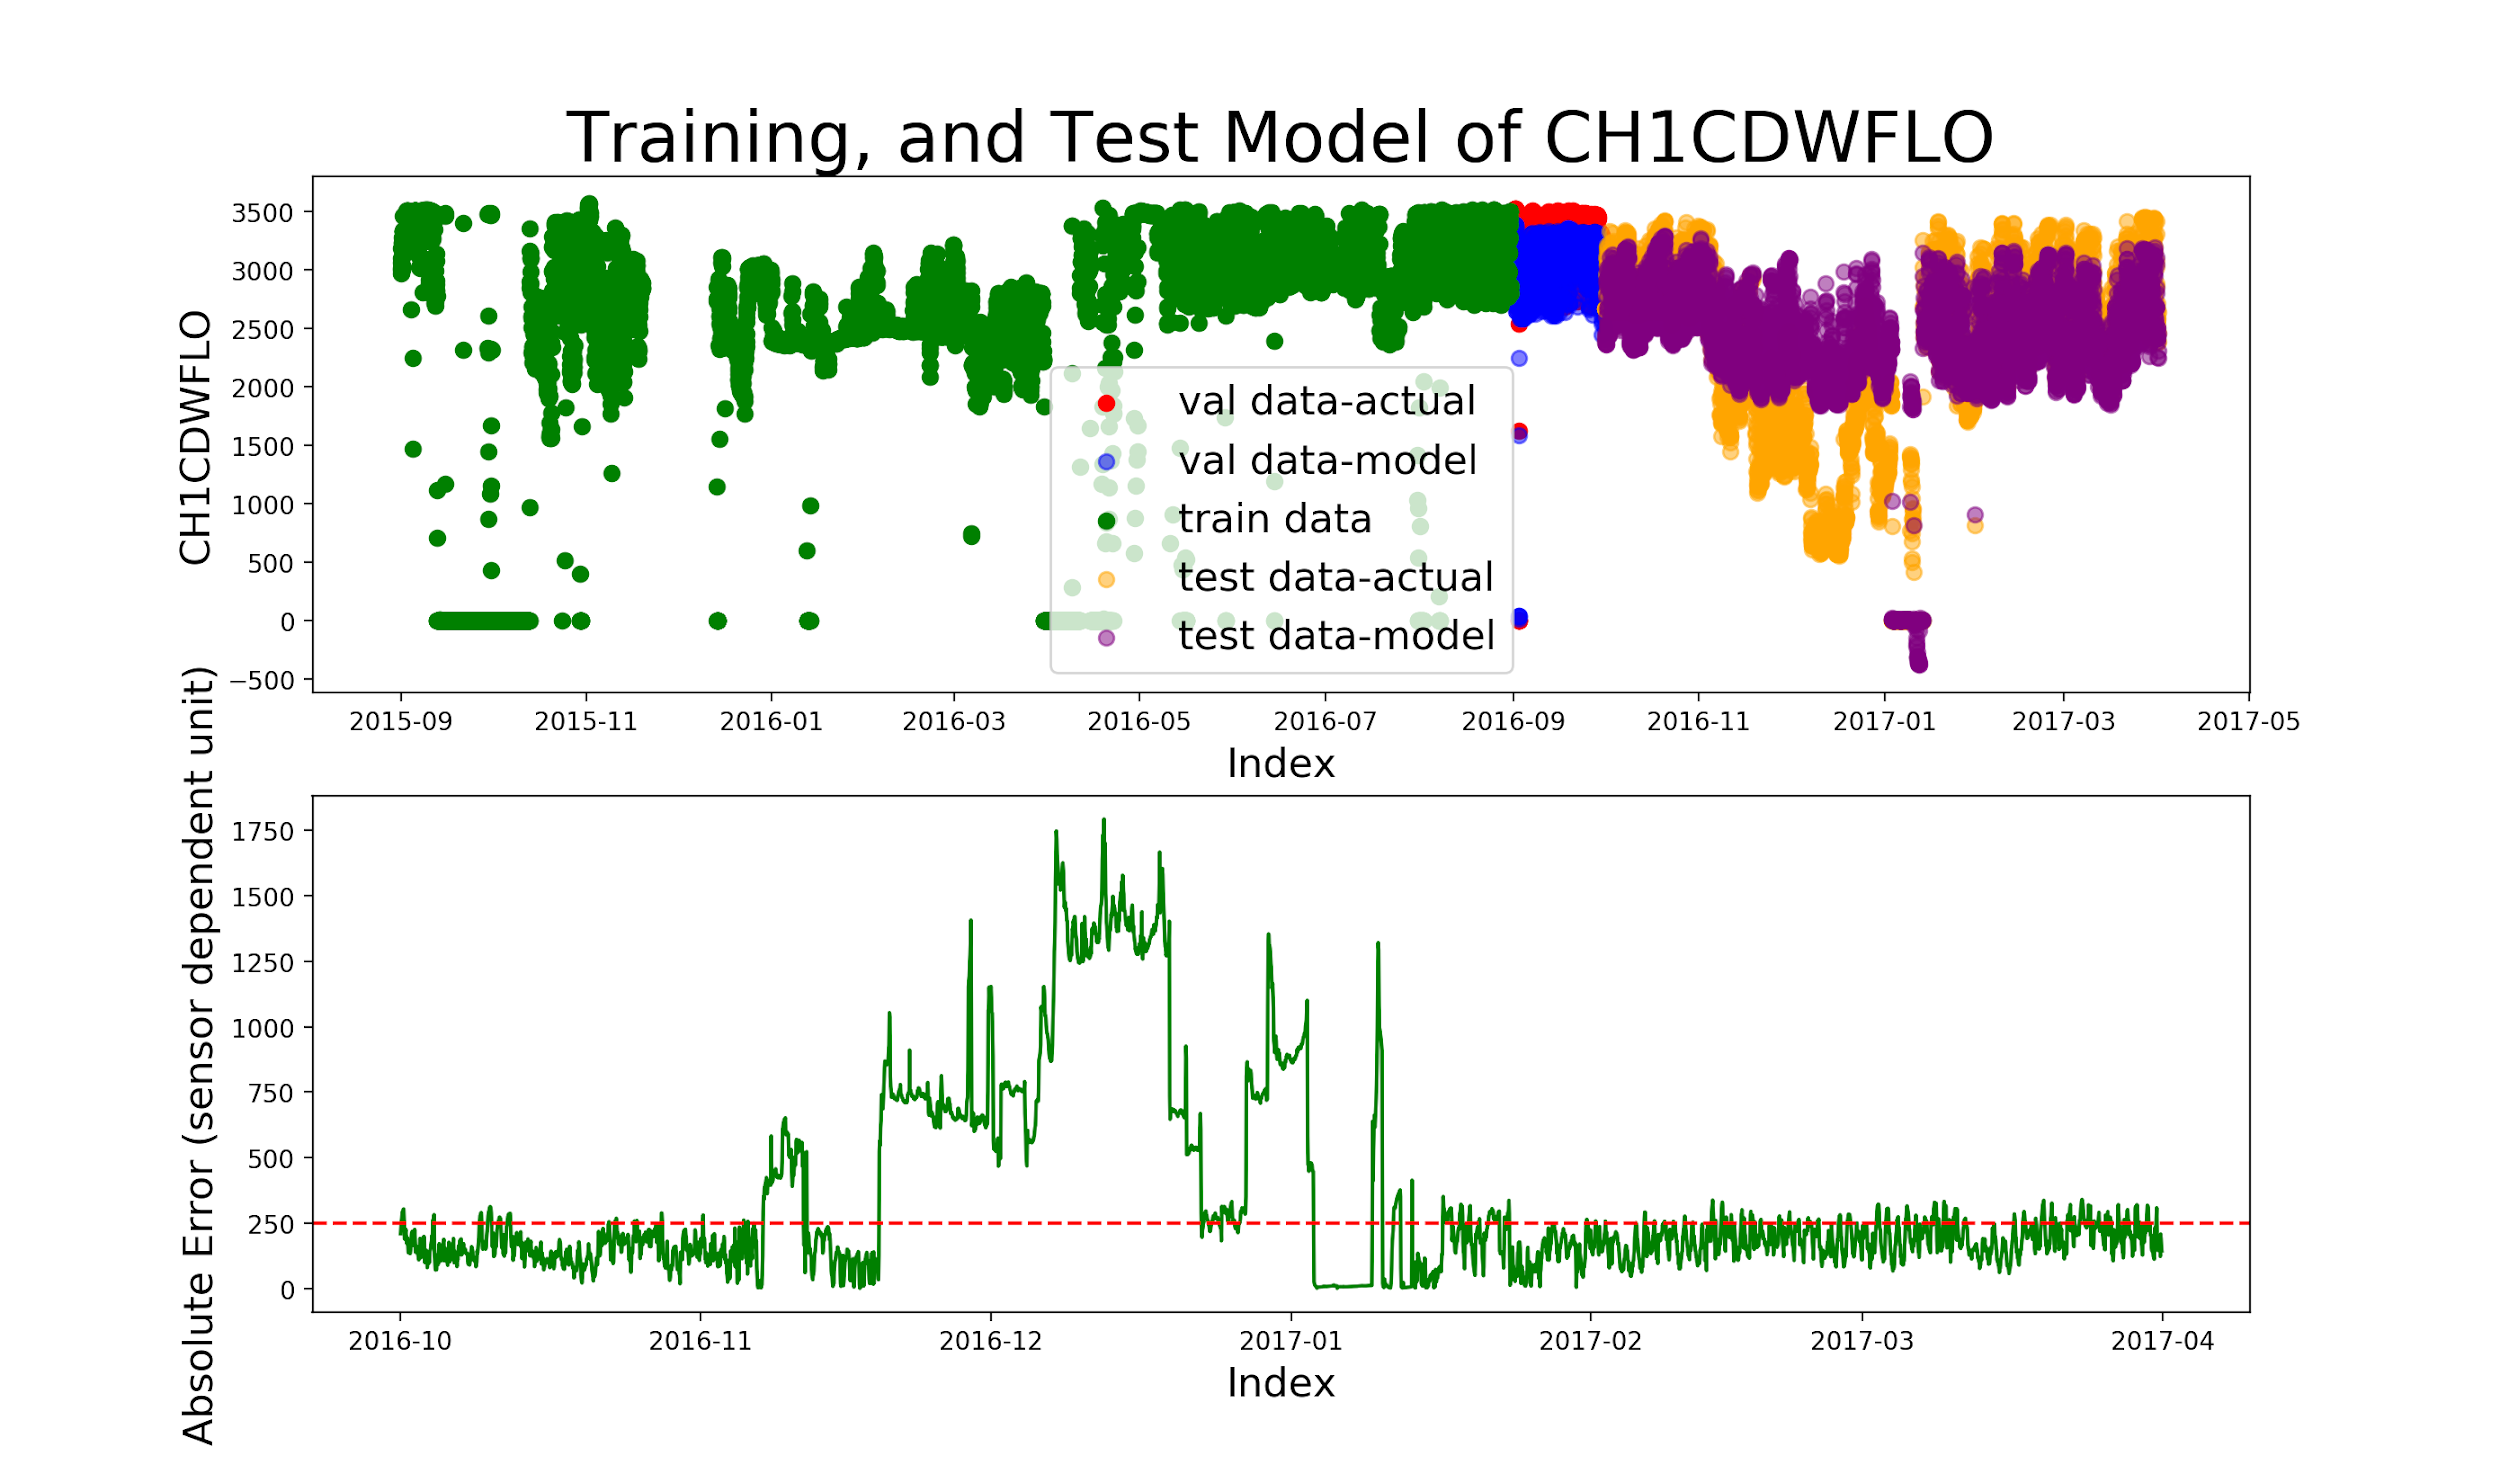 Training, and Test Model of CH1CDWFLO
CH1CDWFLO
3500
3000
2500
2000
1500
1000
500
0
−500
val data-actual
val data-model
train data
test data-actual
test data-model
2015-09 2015-11 2016-01 2016-03 2016-05 2016-07 2016-09 2016-11 2017-01 2017-03 2017-05
Index
Absolute Error (sensor dependent unit)
1750
1500
1250
1000
750
500
250
0
2016-10 2016-11 2016-12 2017-01 2017-02 2017-03 2017-04
Index